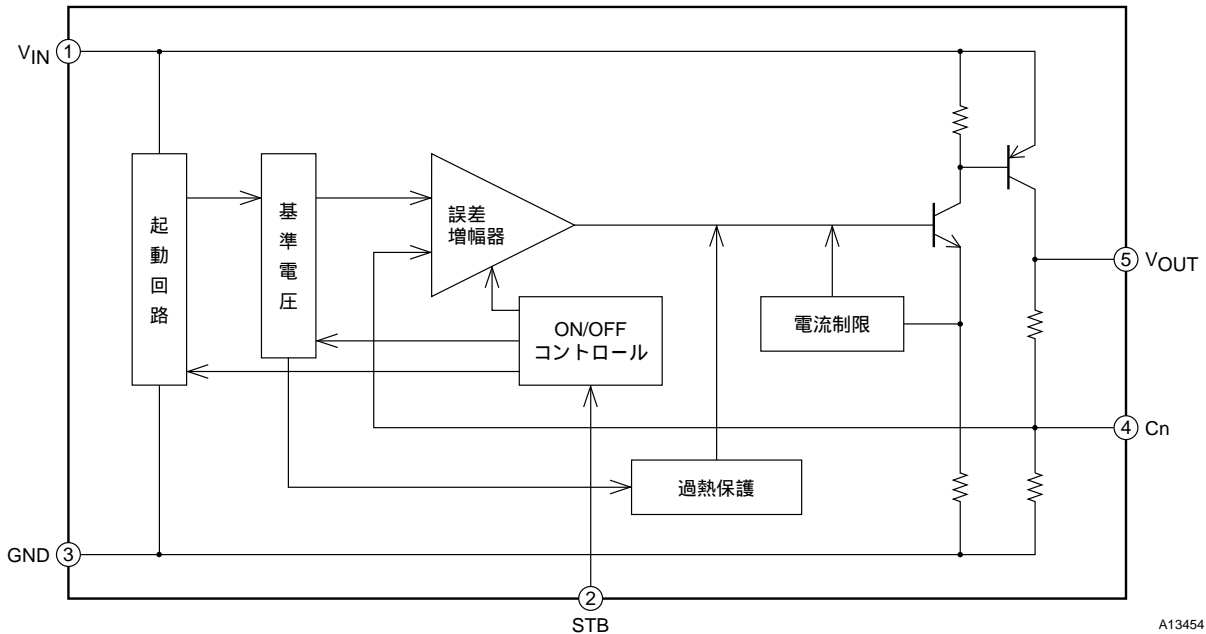 VIN 1
起動回路
基準電圧
誤差
増幅器
ON/OFF
コントロール
電流制限
5 VOUT
4 Cn
過熱保護
GND 3
2
STB
A13454